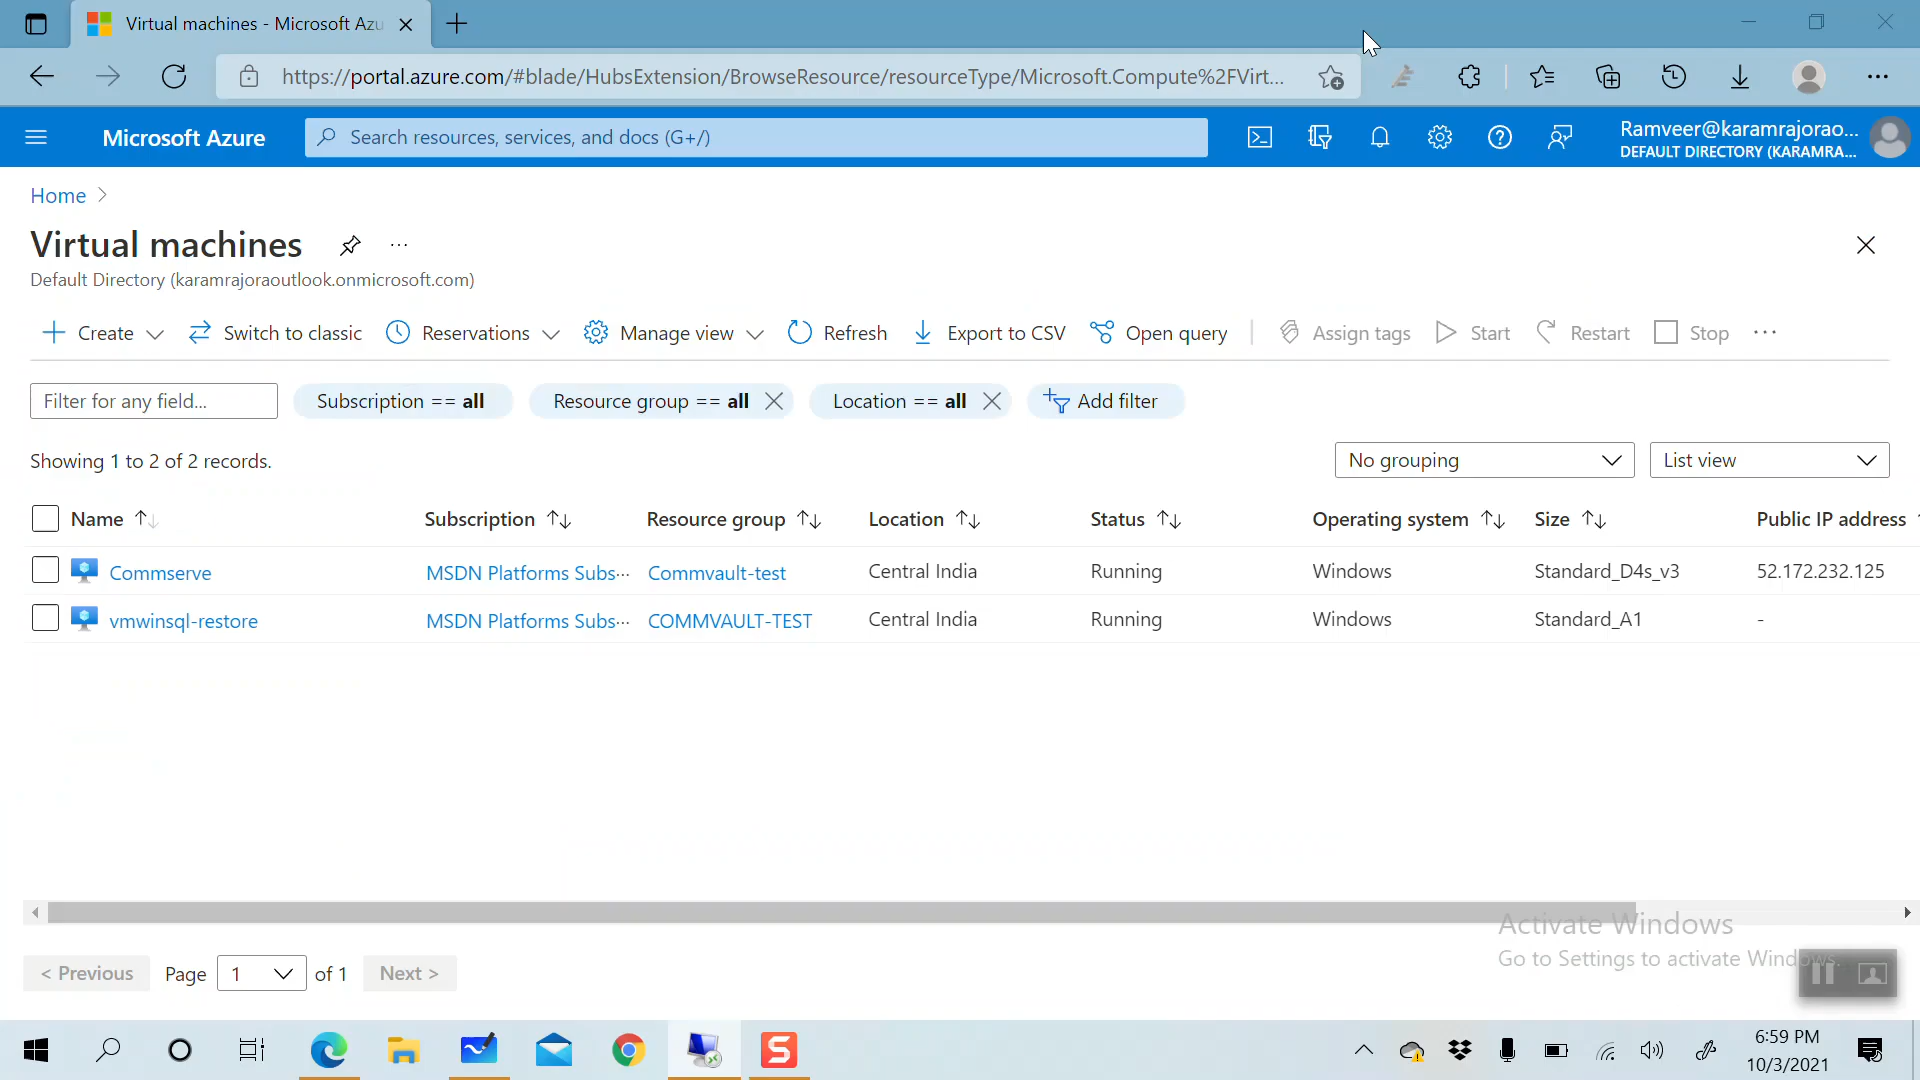 Virtual machines - Microsoft Azu
https://portal.azure.com/#blade/HubsExtension/BrowseResource/resourceType/Microsoft.Compute%2FVirt...
Microsoft Azure
Search resources, services, and docs (G+/)
Ramveer@karamrajorao...
DEFAULT DIRECTORY (KARAMRA...
Home >
Virtual machines
Default Directory (karamrajoraoutlook.onmicrosoft.com)
Create Switch to classic Reservations Manage view Refresh Export to CSV Open query Assign tags Start Restart Stop ...
Filter for any field... Subscription == all Resource group == all Location == all Add filter
Showing 1 to 2 of 2 records. No grouping List view
Name Subscription Resource group Location Status Operating system Size Public IP address
Commserve MSDN Platforms Subs... Commvault-test Central India Running Windows Standard_D4s_v3 52.172.232.125
vmwinsql-restore MSDN Platforms Subs... COMMVAULT-TEST Central India Running Windows Standard_A1 -
Activate Windows
Go to Settings to activate Windows.
< Previous Page 1 of 1 Next >
6:59 PM
10/3/2021